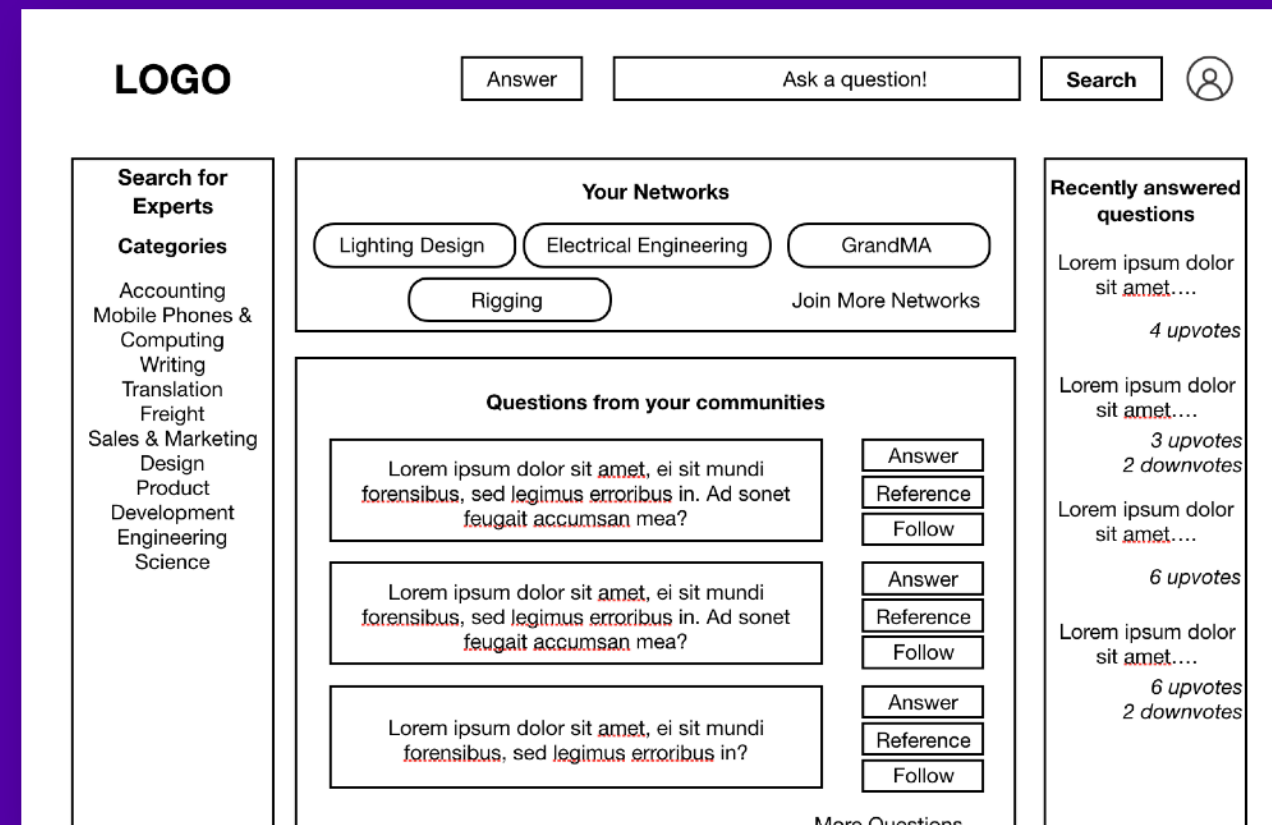 LOGO
Answer
Ask a question!
Search
Search for
Experts
Categories
Accounting
Mobile Phones &
Computing
Writing
Translation
Freight
Sales & Marketing
Design
Product
Development
Engineering
Science
Your Networks
Lighting Design
Electrical Engineering
GrandMA
Rigging
Join More Networks
Questions from your communities
Lorem ipsum dolor sit amet, ei sit mundi
forensibus, sed legimus erroribus in. Ad sonet
feugait accumsan mea?
Answer
Reference
Follow
Lorem ipsum dolor sit amet, ei sit mundi
forensibus, sed legimus erroribus in. Ad sonet
feugait accumsan mea?
Answer
Reference
Follow
Lorem ipsum dolor sit amet, ei sit mundi
forensibus, sed legimus erroribus in?
Answer
Reference
Follow
More Questions
Recently answered
questions
Lorem ipsum dolor
sit amet....
4 upvotes
Lorem ipsum dolor
sit amet....
3 upvotes
2 downvotes
Lorem ipsum dolor
sit amet....
6 upvotes
Lorem ipsum dolor
sit amet....
6 upvotes
2 downvotes